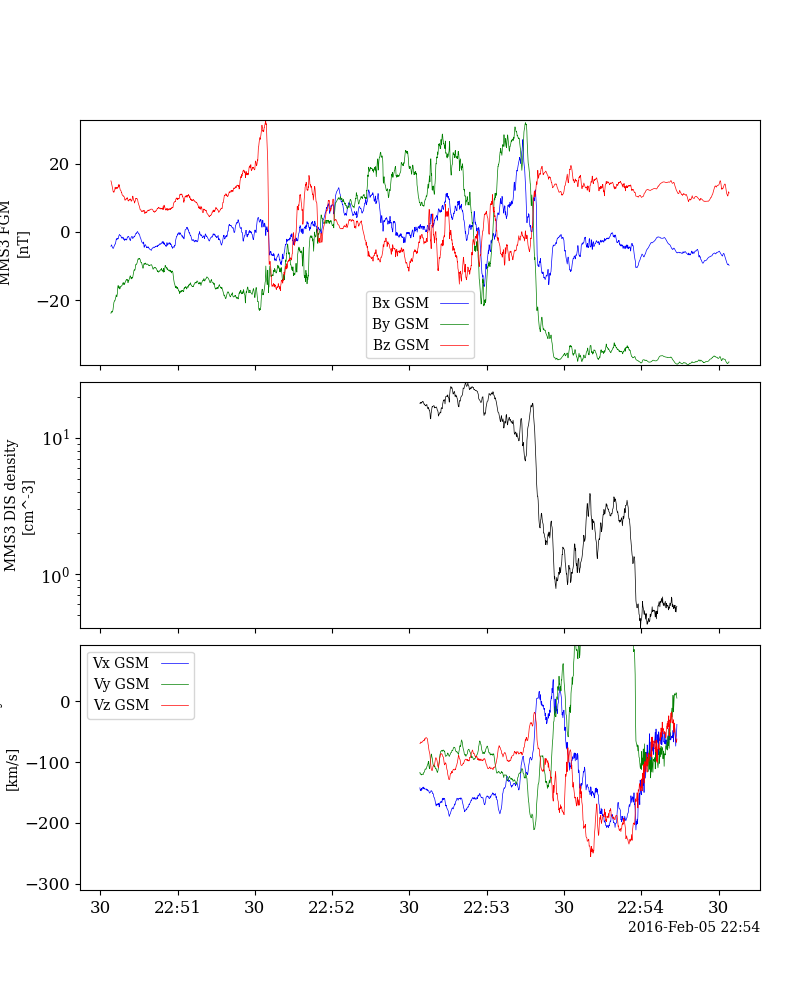 20
0
−20
MMS3 FGM
[nT]
Bx GSM
By GSM
Bz GSM
10^1
10^0
MMS3 DIS density
[cm^-3]
Vx GSM
Vy GSM
Vz GSM
0
−100
−200
−300
[km/s]
30 22:51 30 22:52 30 22:53 30 22:54 30
2016-Feb-05 22:54